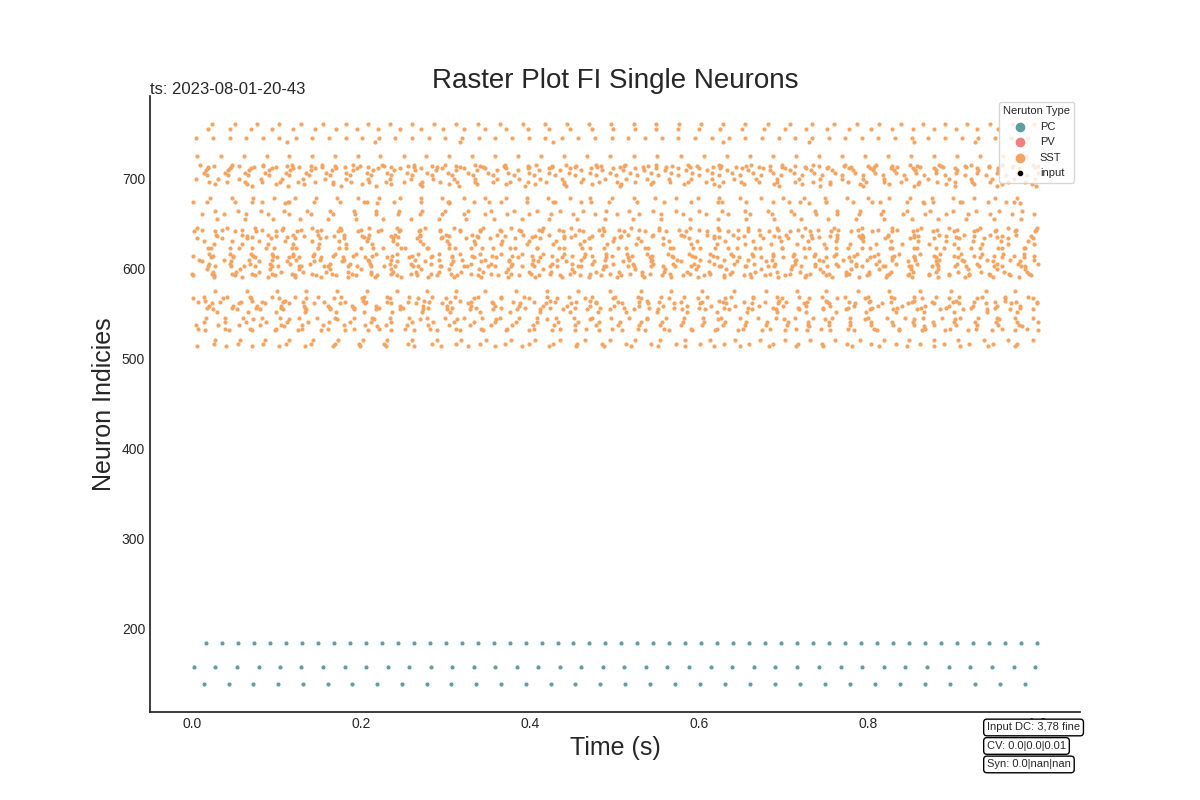 Raster Plot FI Single Neurons
ts: 2023-08-01-20-43
Neruton Type
PC
PV
SST
input
700
600
500
400
300
200
Neuron Indicies
0.0 0.2 0.4 0.6 0.8
Time (s)
Input DC: 3,78 fine
CV: 0.0|0.0|0.01
Syn: 0.0|nan|nan